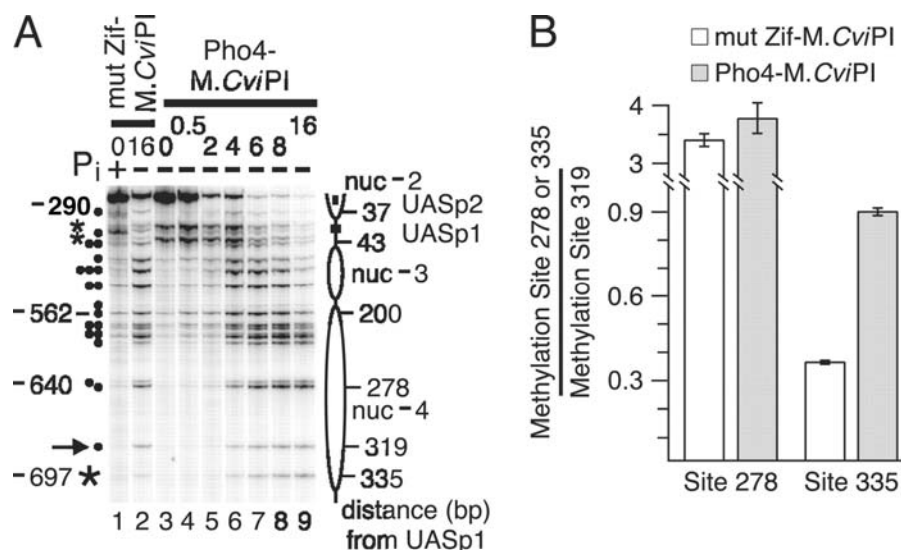 A
mut Zif-
M.CviPI
Pho4-
M.CviPI
0.5 16
0 16 0 2 4 6 8
Pi + - - - - - - - -
-290
*
*
-562
-640
-697 *
nuc-2
UASp2
37
UASp1
43
nuc-3
200
278
nuc-4
319
335
distance (bp)
from UASp1
1 2 3 4 5 6 7 8 9
B
mut Zif-M.CviPI
Pho4-M.CviPI
Methylation Site 278 or 335
Methylation Site 319
4
3
0.9
0.6
0.3
Site 278 Site 335